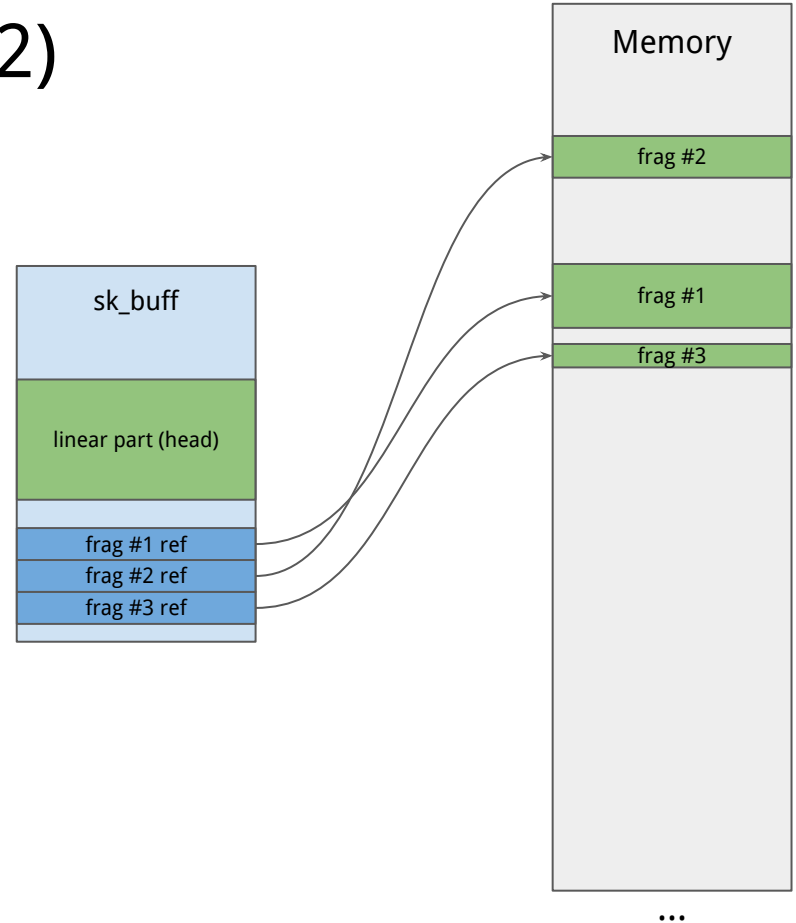 2)
sk_buff
linear part (head)
frag #1 ref
frag #2 ref
frag #3 ref
Memory
frag #2
frag #1
frag #3
...